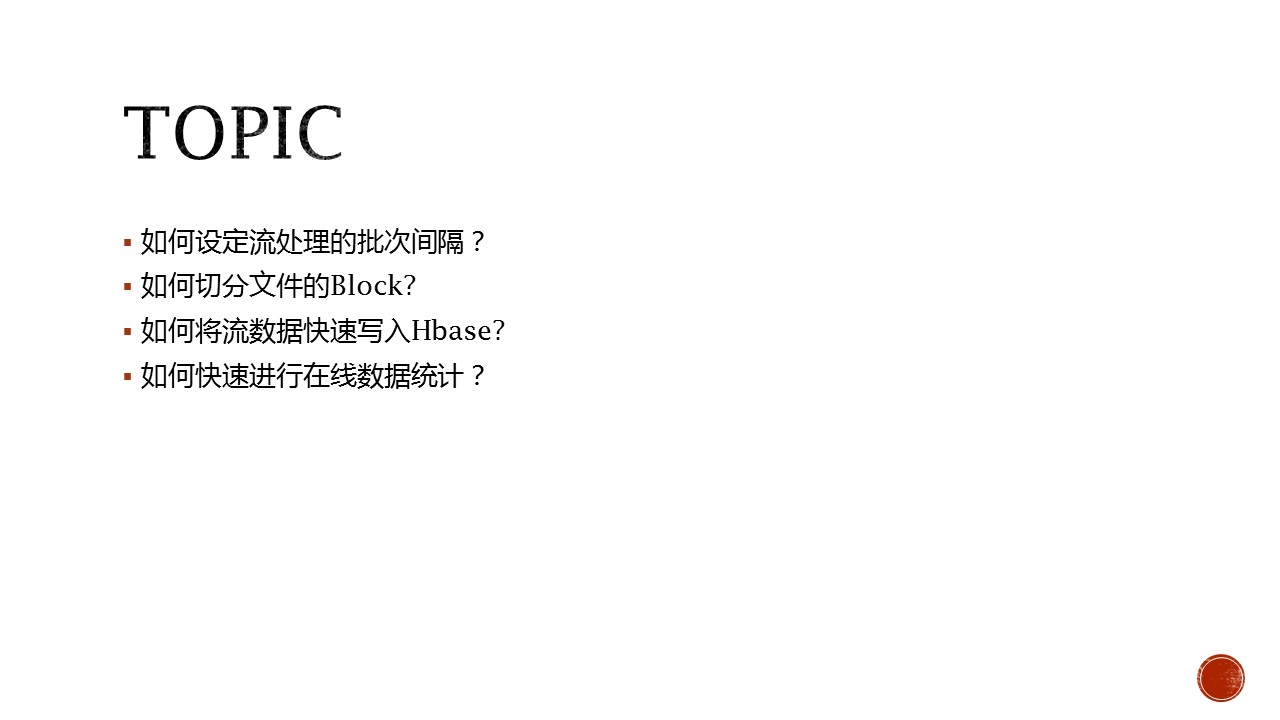 TOPIC
如何设定流处理的批次间隔？
如何切分文件的Block?
如何将流数据快速写入Hbase?
如何快速进行在线数据统计？